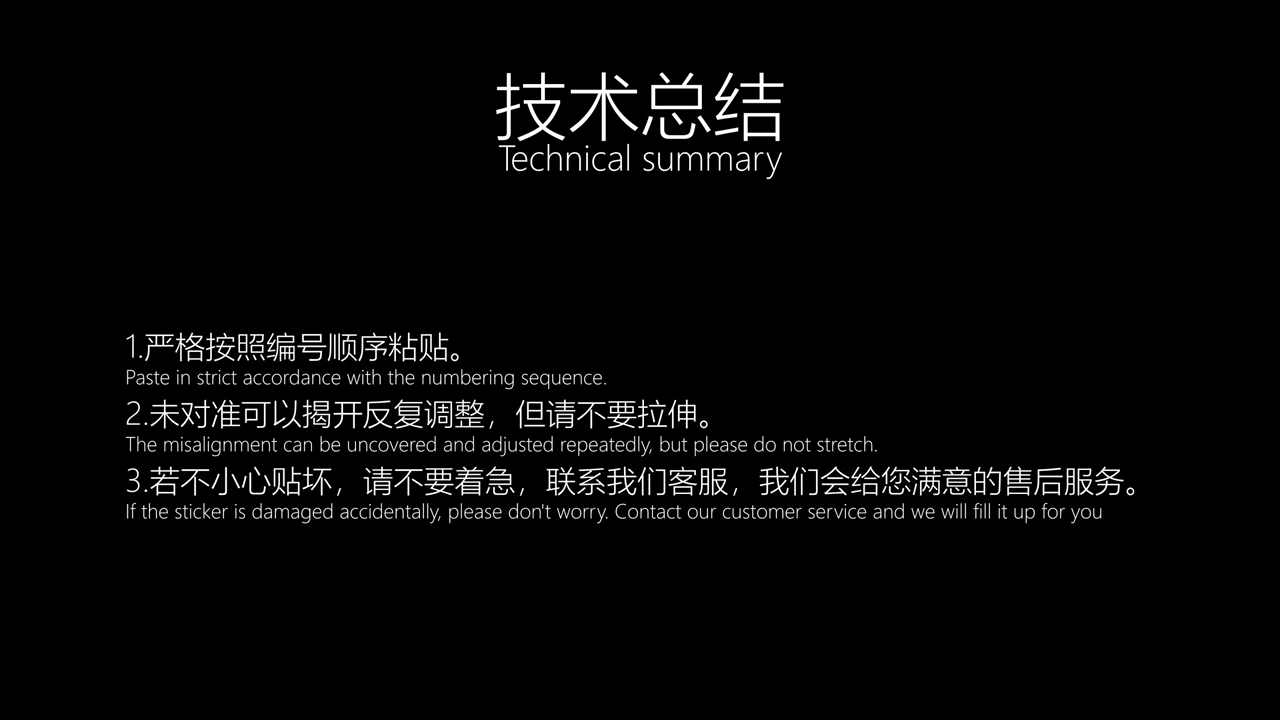 技术总结
Technical summary
1.严格按照编号顺序粘贴。
Paste in strict accordance with the numbering sequence.
2.未对准可以揭开反复调整，但请不要拉伸。
The misalignment can be uncovered and adjusted repeatedly, but please do not stretch.
3.若不小心贴坏，请不要着急，联系我们客服，我们会给您满意的售后服务。
If the sticker is damaged accidentally, please don't worry. Contact our customer service and we will fill it up for you